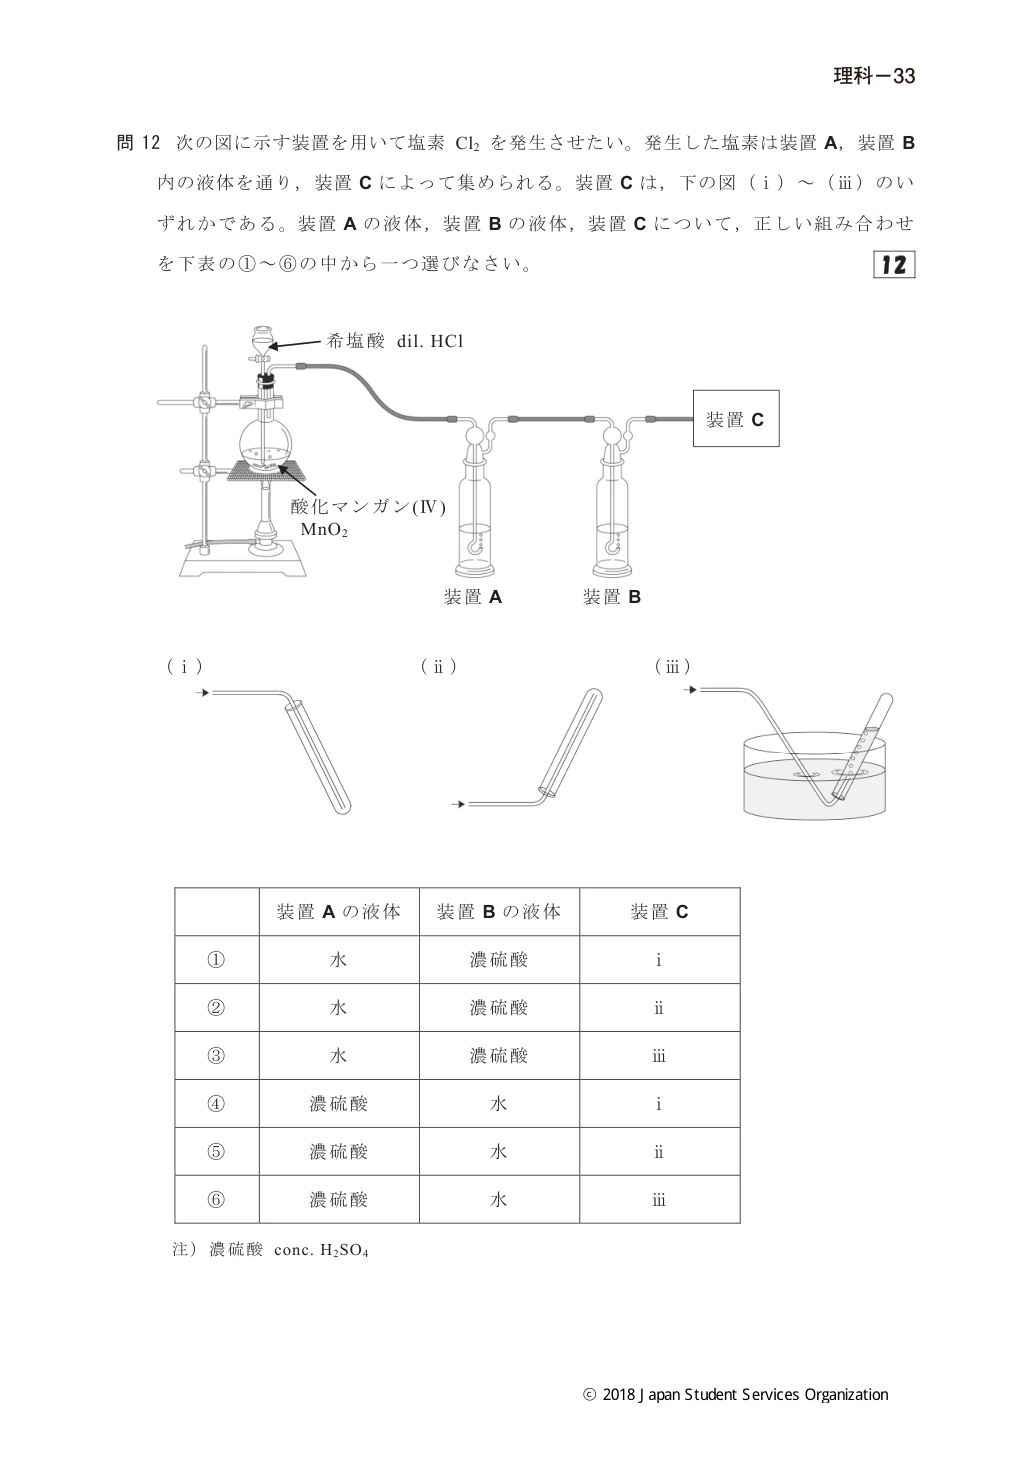 理科－33
問 12 次の図に示す装置を用いて塩素 Cl₂ を発生させたい。発生した塩素は装置 A，装置 B
内の液体を通り，装置 C によって集められる。装置 C は，下の図（ⅰ）～（ⅲ）のい
ずれかである。装置 A の液体，装置 B の液体，装置 C について，正しい組み合わせ
を下表の①～⑥の中から一つ選びなさい。 12
希塩酸 dil. HCl
装置 C
酸化マンガン(Ⅳ)
MnO₂
装置 A 装置 B
（ⅰ） （ⅱ） （ⅲ）
装置 A の液体 装置 B の液体 装置 C
① 水 濃硫酸 ⅰ
② 水 濃硫酸 ⅱ
③ 水 濃硫酸 ⅲ
④ 濃硫酸 水 ⅰ
⑤ 濃硫酸 水 ⅱ
⑥ 濃硫酸 水 ⅲ
注）濃硫酸 conc. H₂SO₄
© 2018 Japan Student Services Organization